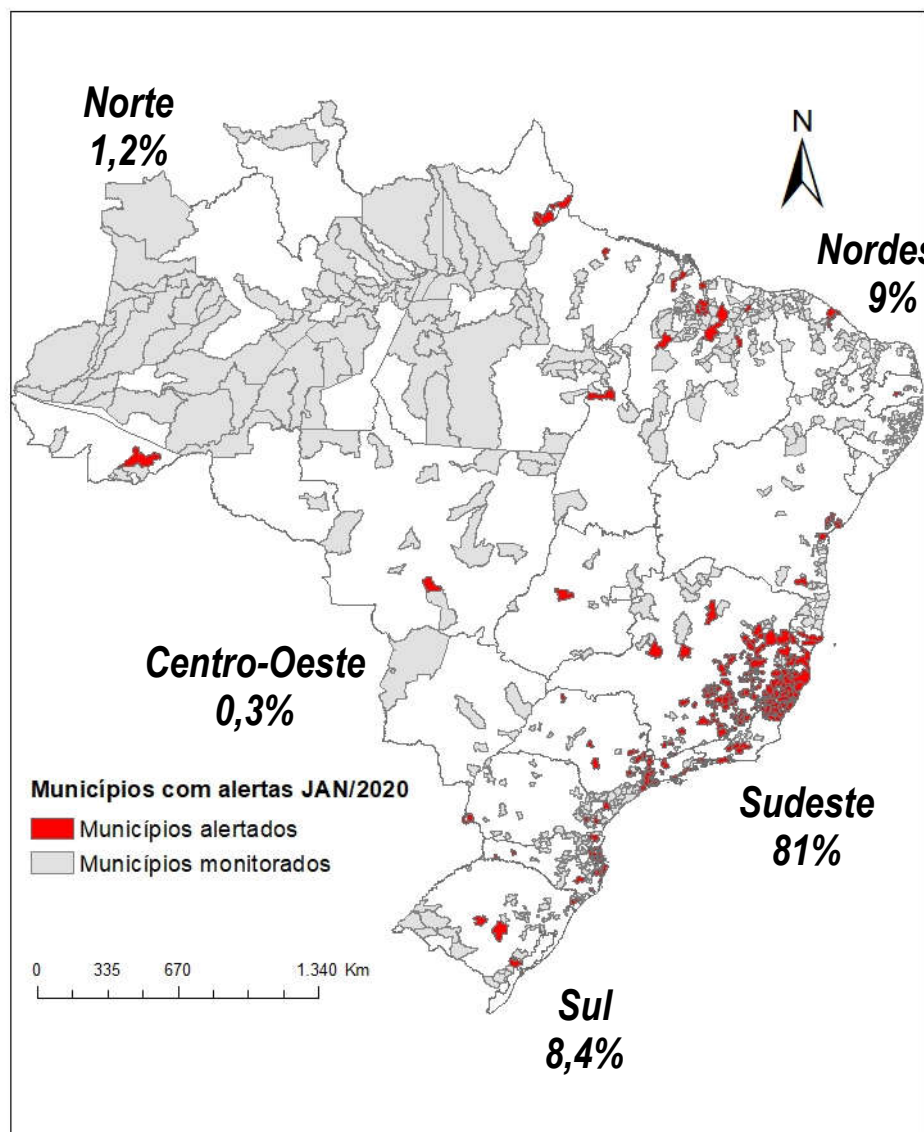 Norte
1,2%
N
Nordes
9%
Centro-Oeste
0,3%
Municípios com alertas JAN/2020
Municípios alertados
Municípios monitorados
Sudeste
81%
0 335 670 1.340 Km
Sul
8,4%